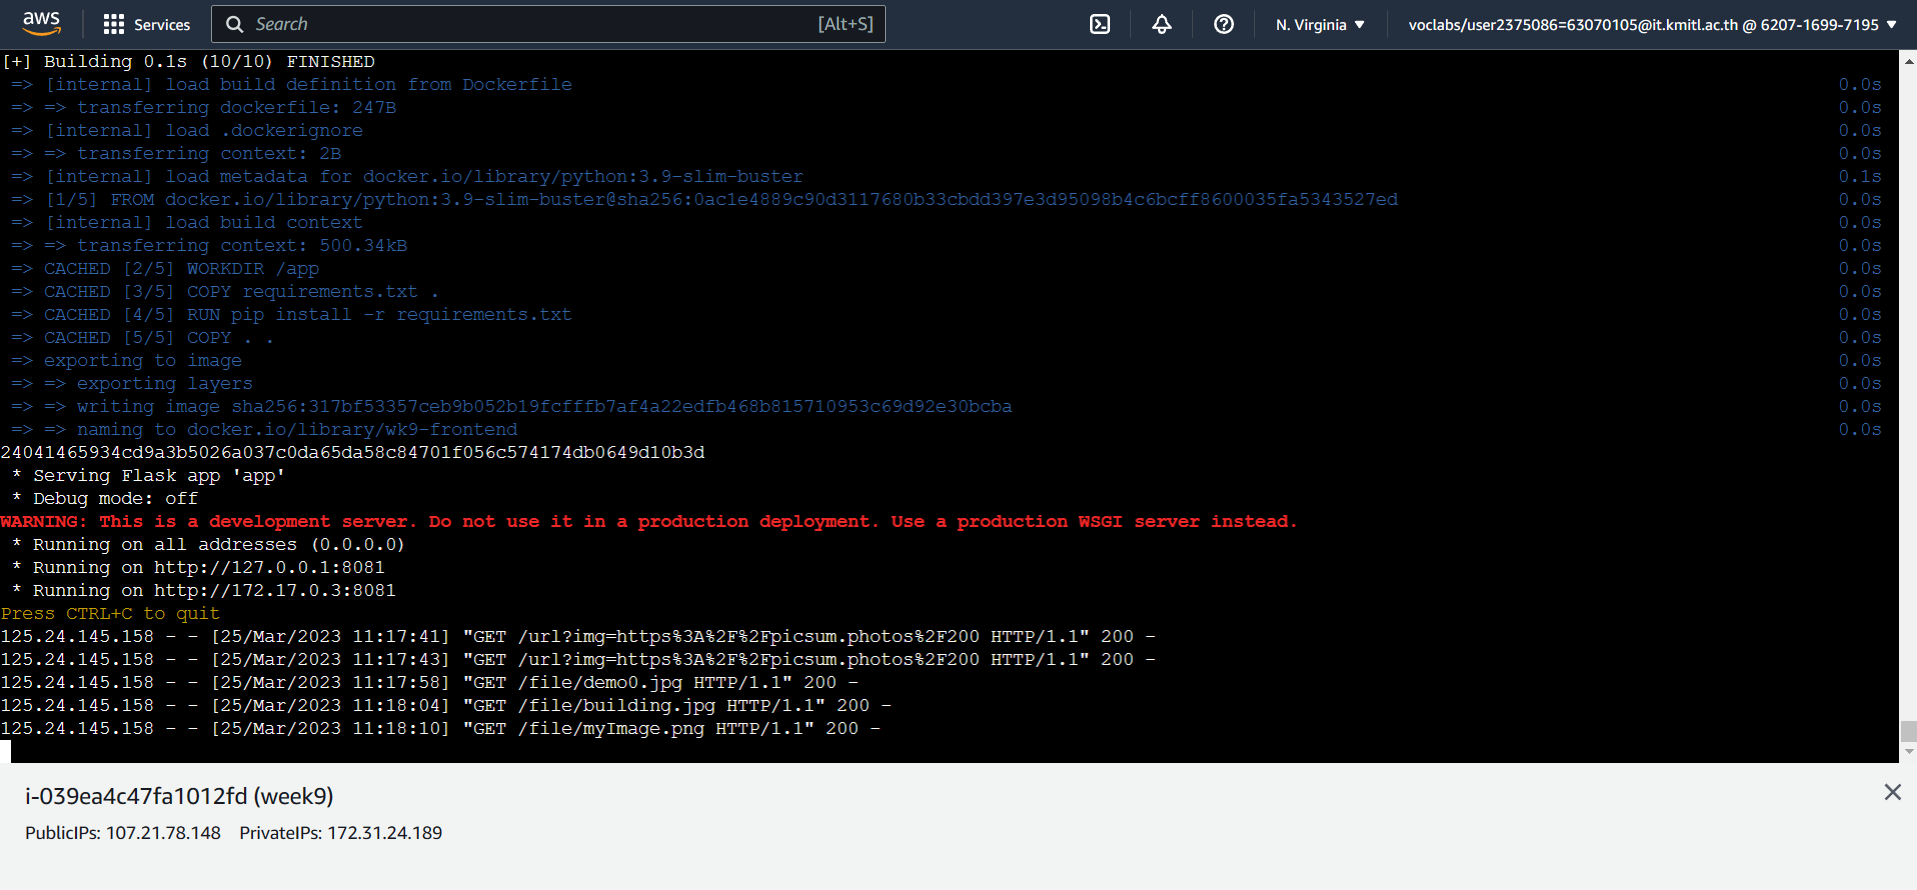 aws Services Search [Alt+S] N. Virginia ▼ voclabs/user2375086=63070105@it.kmitl.ac.th @ 6207-1699-7195 ▼
[+] Building 0.1s (10/10) FINISHED
=> [internal] load build definition from Dockerfile 0.0s
=> => transferring dockerfile: 247B 0.0s
=> [internal] load .dockerignore 0.0s
=> => transferring context: 2B 0.0s
=> [internal] load metadata for docker.io/library/python:3.9-slim-buster 0.1s
=> [1/5] FROM docker.io/library/python:3.9-slim-buster@sha256:0ac1e4889c90d3117680b33cbdd397e3d95098b4c6bcff8600035fa5343527ed 0.0s
=> [internal] load build context 0.0s
=> => transferring context: 500.34kB 0.0s
=> CACHED [2/5] WORKDIR /app 0.0s
=> CACHED [3/5] COPY requirements.txt . 0.0s
=> CACHED [4/5] RUN pip install -r requirements.txt 0.0s
=> CACHED [5/5] COPY . . 0.0s
=> exporting to image 0.0s
=> => exporting layers 0.0s
=> => writing image sha256:317bf53357ceb9b052b19fcfffb7af4a22edfb468b815710953c69d92e30bcba 0.0s
=> => naming to docker.io/library/wk9-frontend 0.0s
24041465934cd9a3b5026a037c0da65da58c84701f056c574174db0649d10b3d
* Serving Flask app 'app'
* Debug mode: off
WARNING: This is a development server. Do not use it in a production deployment. Use a production WSGI server instead.
* Running on all addresses (0.0.0.0)
* Running on http://127.0.0.1:8081
* Running on http://172.17.0.3:8081
Press CTRL+C to quit
125.24.145.158 - - [25/Mar/2023 11:17:41] "GET /url?img=https%3A%2F%2Fpicsum.photos%2F200 HTTP/1.1" 200 -
125.24.145.158 - - [25/Mar/2023 11:17:43] "GET /url?img=https%3A%2F%2Fpicsum.photos%2F200 HTTP/1.1" 200 -
125.24.145.158 - - [25/Mar/2023 11:17:58] "GET /file/demo0.jpg HTTP/1.1" 200 -
125.24.145.158 - - [25/Mar/2023 11:18:04] "GET /file/building.jpg HTTP/1.1" 200 -
125.24.145.158 - - [25/Mar/2023 11:18:10] "GET /file/myImage.png HTTP/1.1" 200 -
i-039ea4c47fa1012fd (week9)
PublicIPs: 107.21.78.148 PrivateIPs: 172.31.24.189